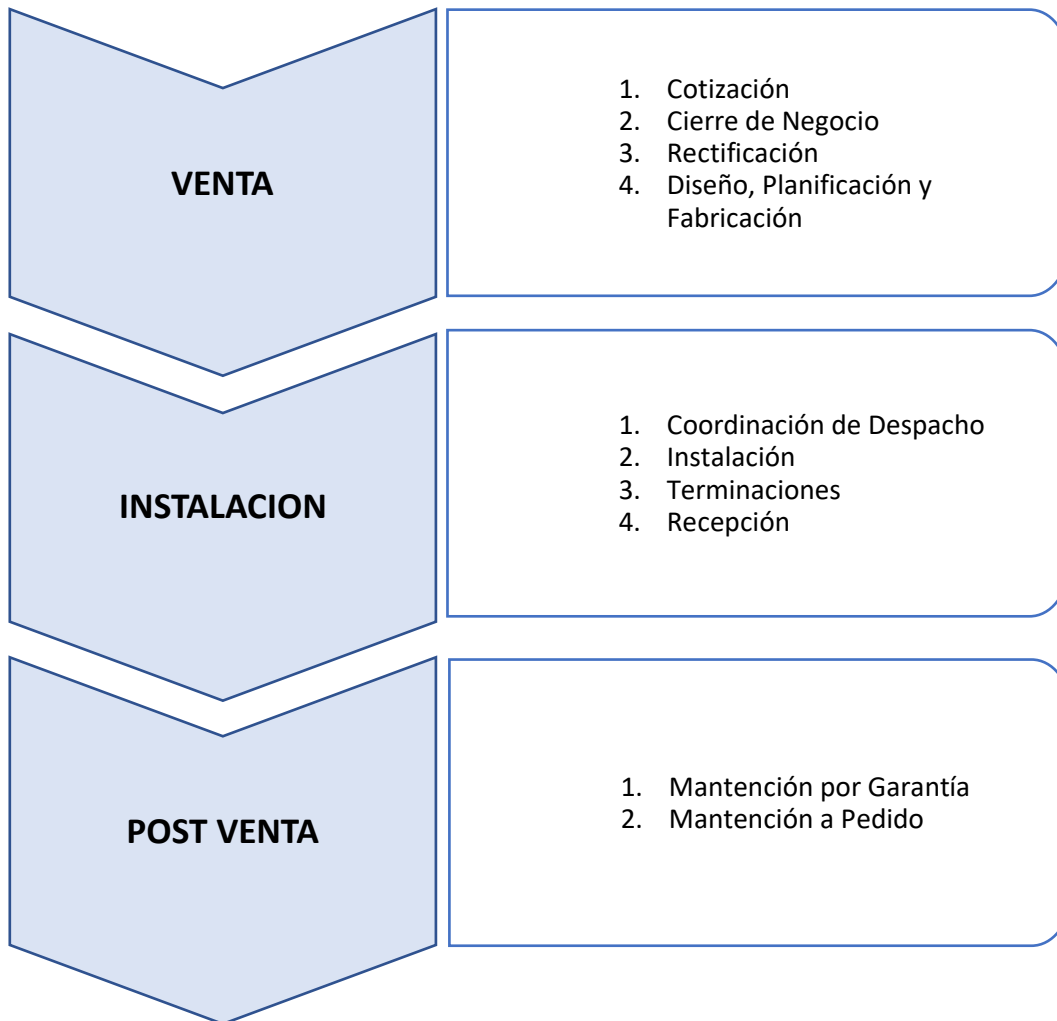 VENTA
1. Cotización
2. Cierre de Negocio
3. Rectificación
4. Diseño, Planificación y
Fabricación
INSTALACION
1. Coordinación de Despacho
2. Instalación
3. Terminaciones
4. Recepción
POST VENTA
1. Mantención por Garantía
2. Mantención a Pedido